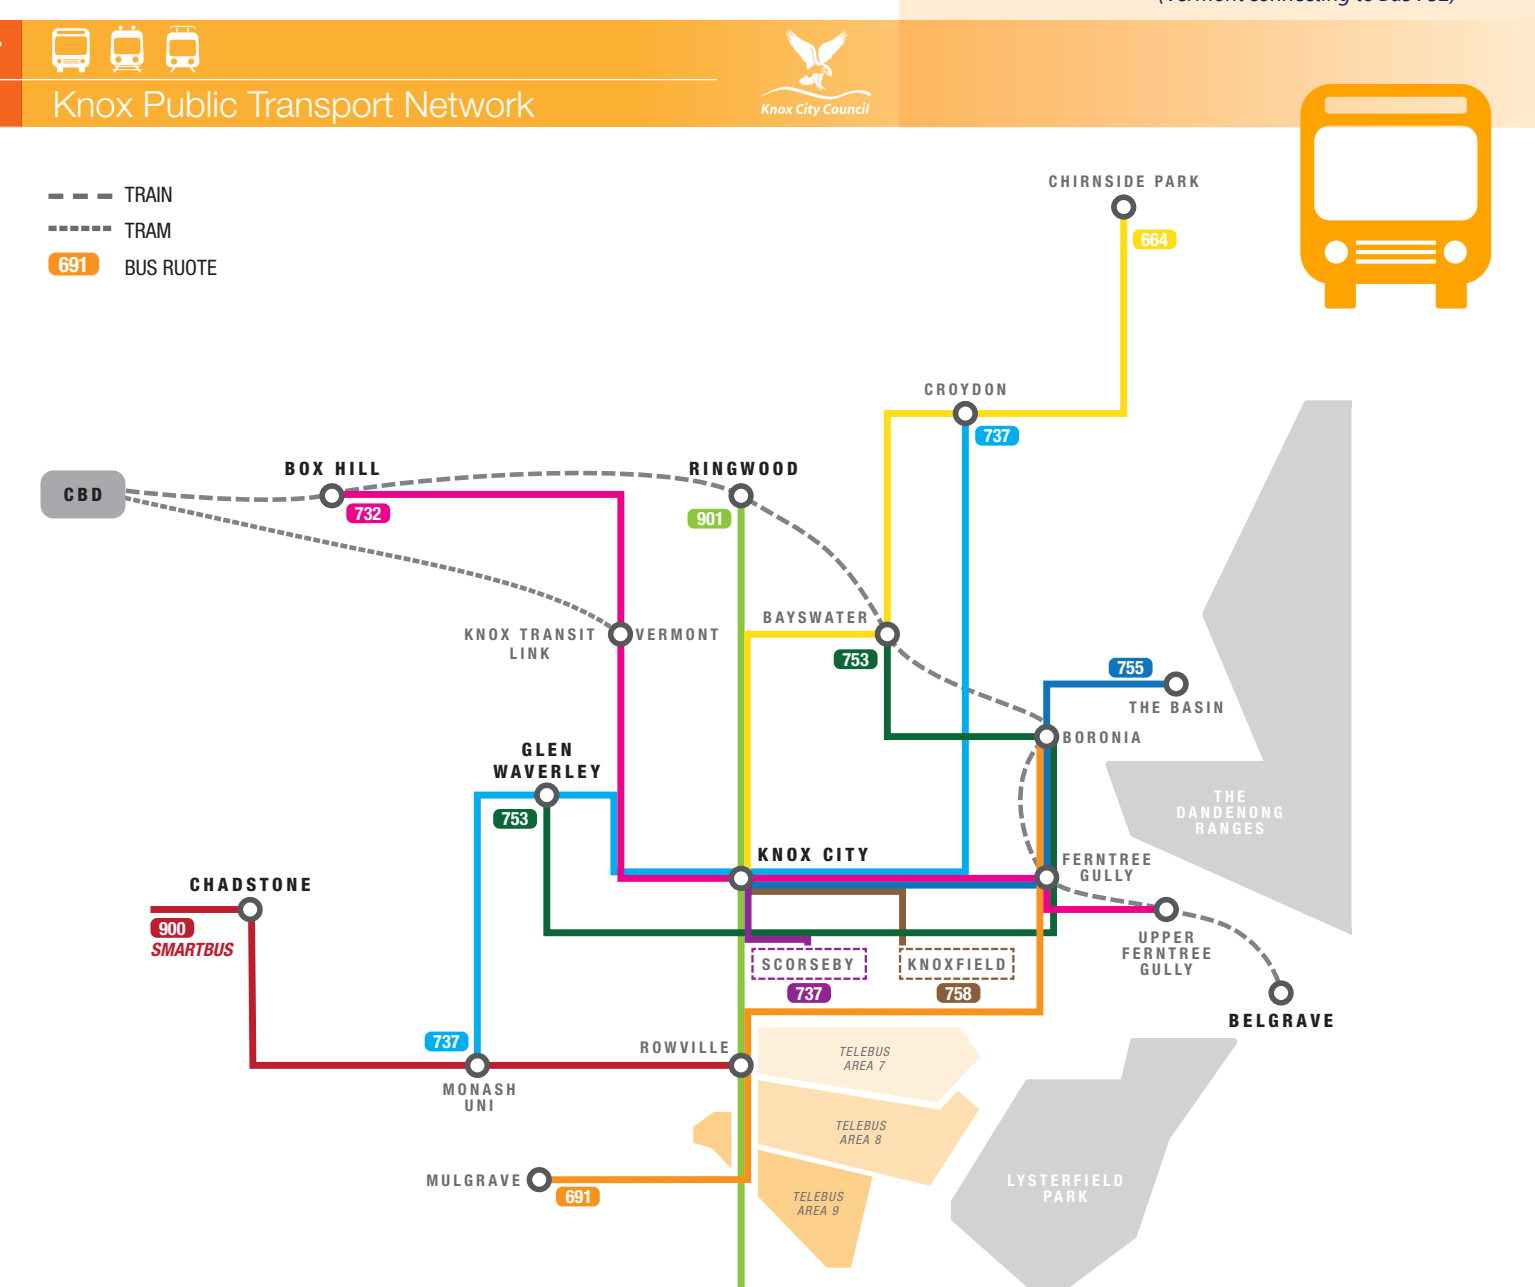 Knox Public Transport Network
Knox City Council
TRAIN
TRAM
691 BUS RUOTE
CHIRNSIDE PARK
664
CROYDON
737
CBD
BOX HILL
732
RINGWOOD
901
KNOX TRANSIT
LINK
VERMONT
BAYSWATER
753
755
THE BASIN
BORONIA
GLEN
WAVERLEY
753
THE
DANDENONG
RANGES
KNOX CITY
FERNTREE
GULLY
CHADSTONE
900
SMARTBUS
UPPER
FERNTREE
GULLY
SCORSEBY
737
KNOXFIELD
758
BELGRAVE
737
MONASH
UNI
ROWVILLE
TELEBUS
AREA 7
TELEBUS
AREA 8
MULGRAVE
691
TELEBUS
AREA 9
LYSTERFIELD
PARK